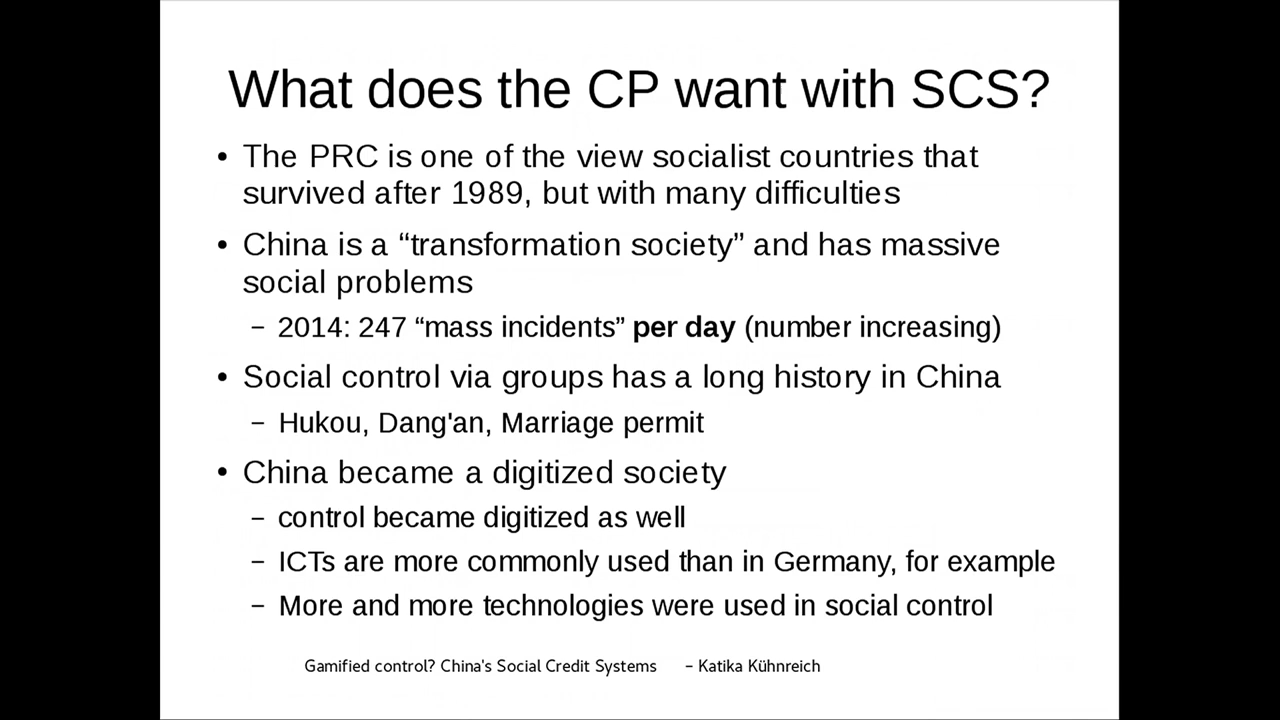 What does the CP want with SCS?
• The PRC is one of the view socialist countries that
survived after 1989, but with many difficulties
• China is a “transformation society” and has massive
social problems
– 2014: 247 “mass incidents” per day (number increasing)
• Social control via groups has a long history in China
– Hukou, Dang'an, Marriage permit
• China became a digitized society
– control became digitized as well
– ICTs are more commonly used than in Germany, for example
– More and more technologies were used in social control
Gamified control? China's Social Credit Systems – Katika Kühnreich